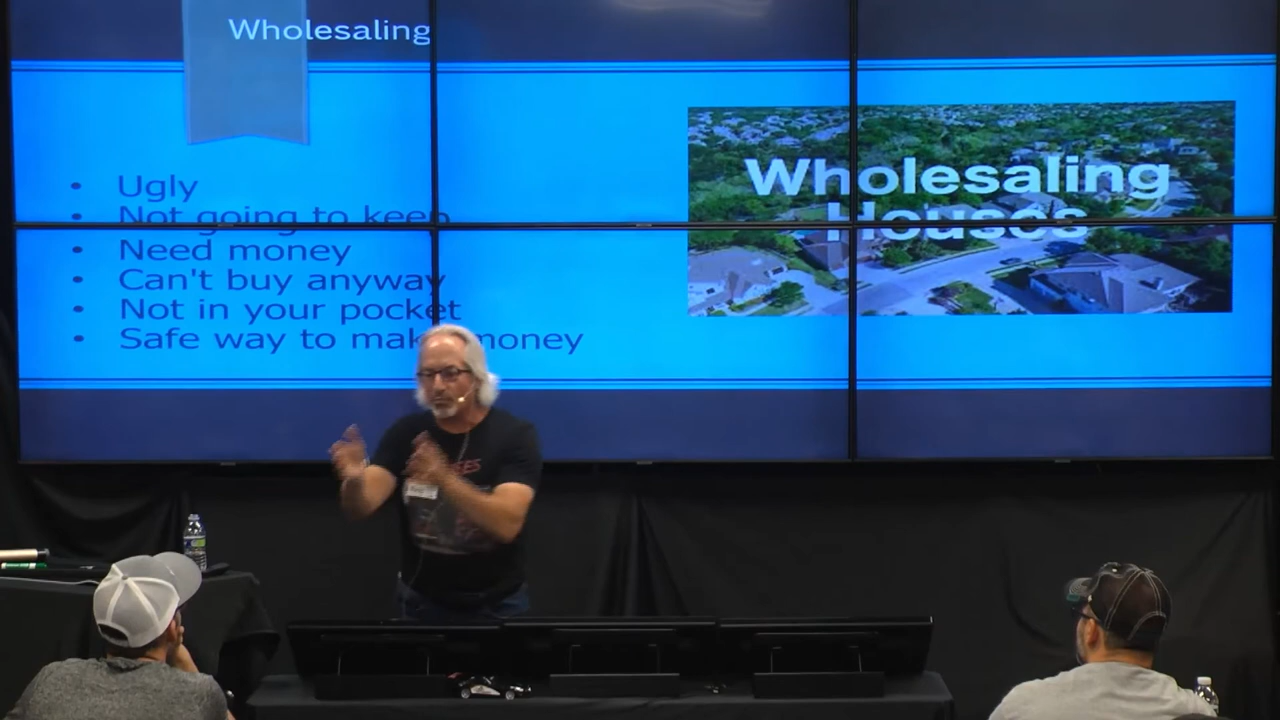 Wholesaling
Ugly
Not going to keep
Need money
Can't buy anyway
Not in your pocket
Safe way to make money
Wholesaling
Houses